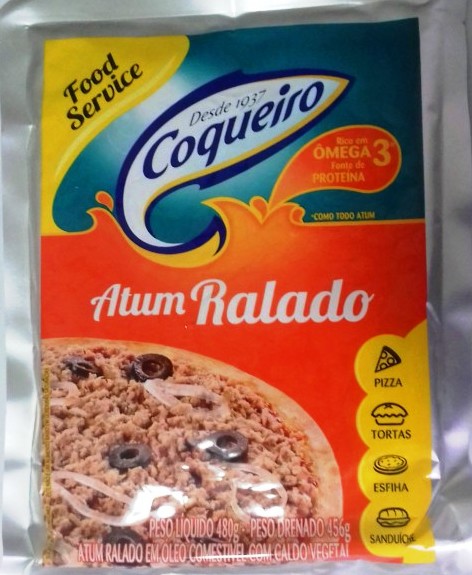 Food
Service
Desde 1937
Coqueiro
Rico em
ÔMEGA 3*
Fonte de
PROTEÍNA
*COMO TODO ATUM
Atum Ralado
PIZZA
TORTAS
ESFIHA
SANDUÍCHE
PESO LÍQUIDO 480g - PESO DRENADO 456g
ATUM RALADO EM ÓLEO COMESTÍVEL COM CALDO VEGETAL